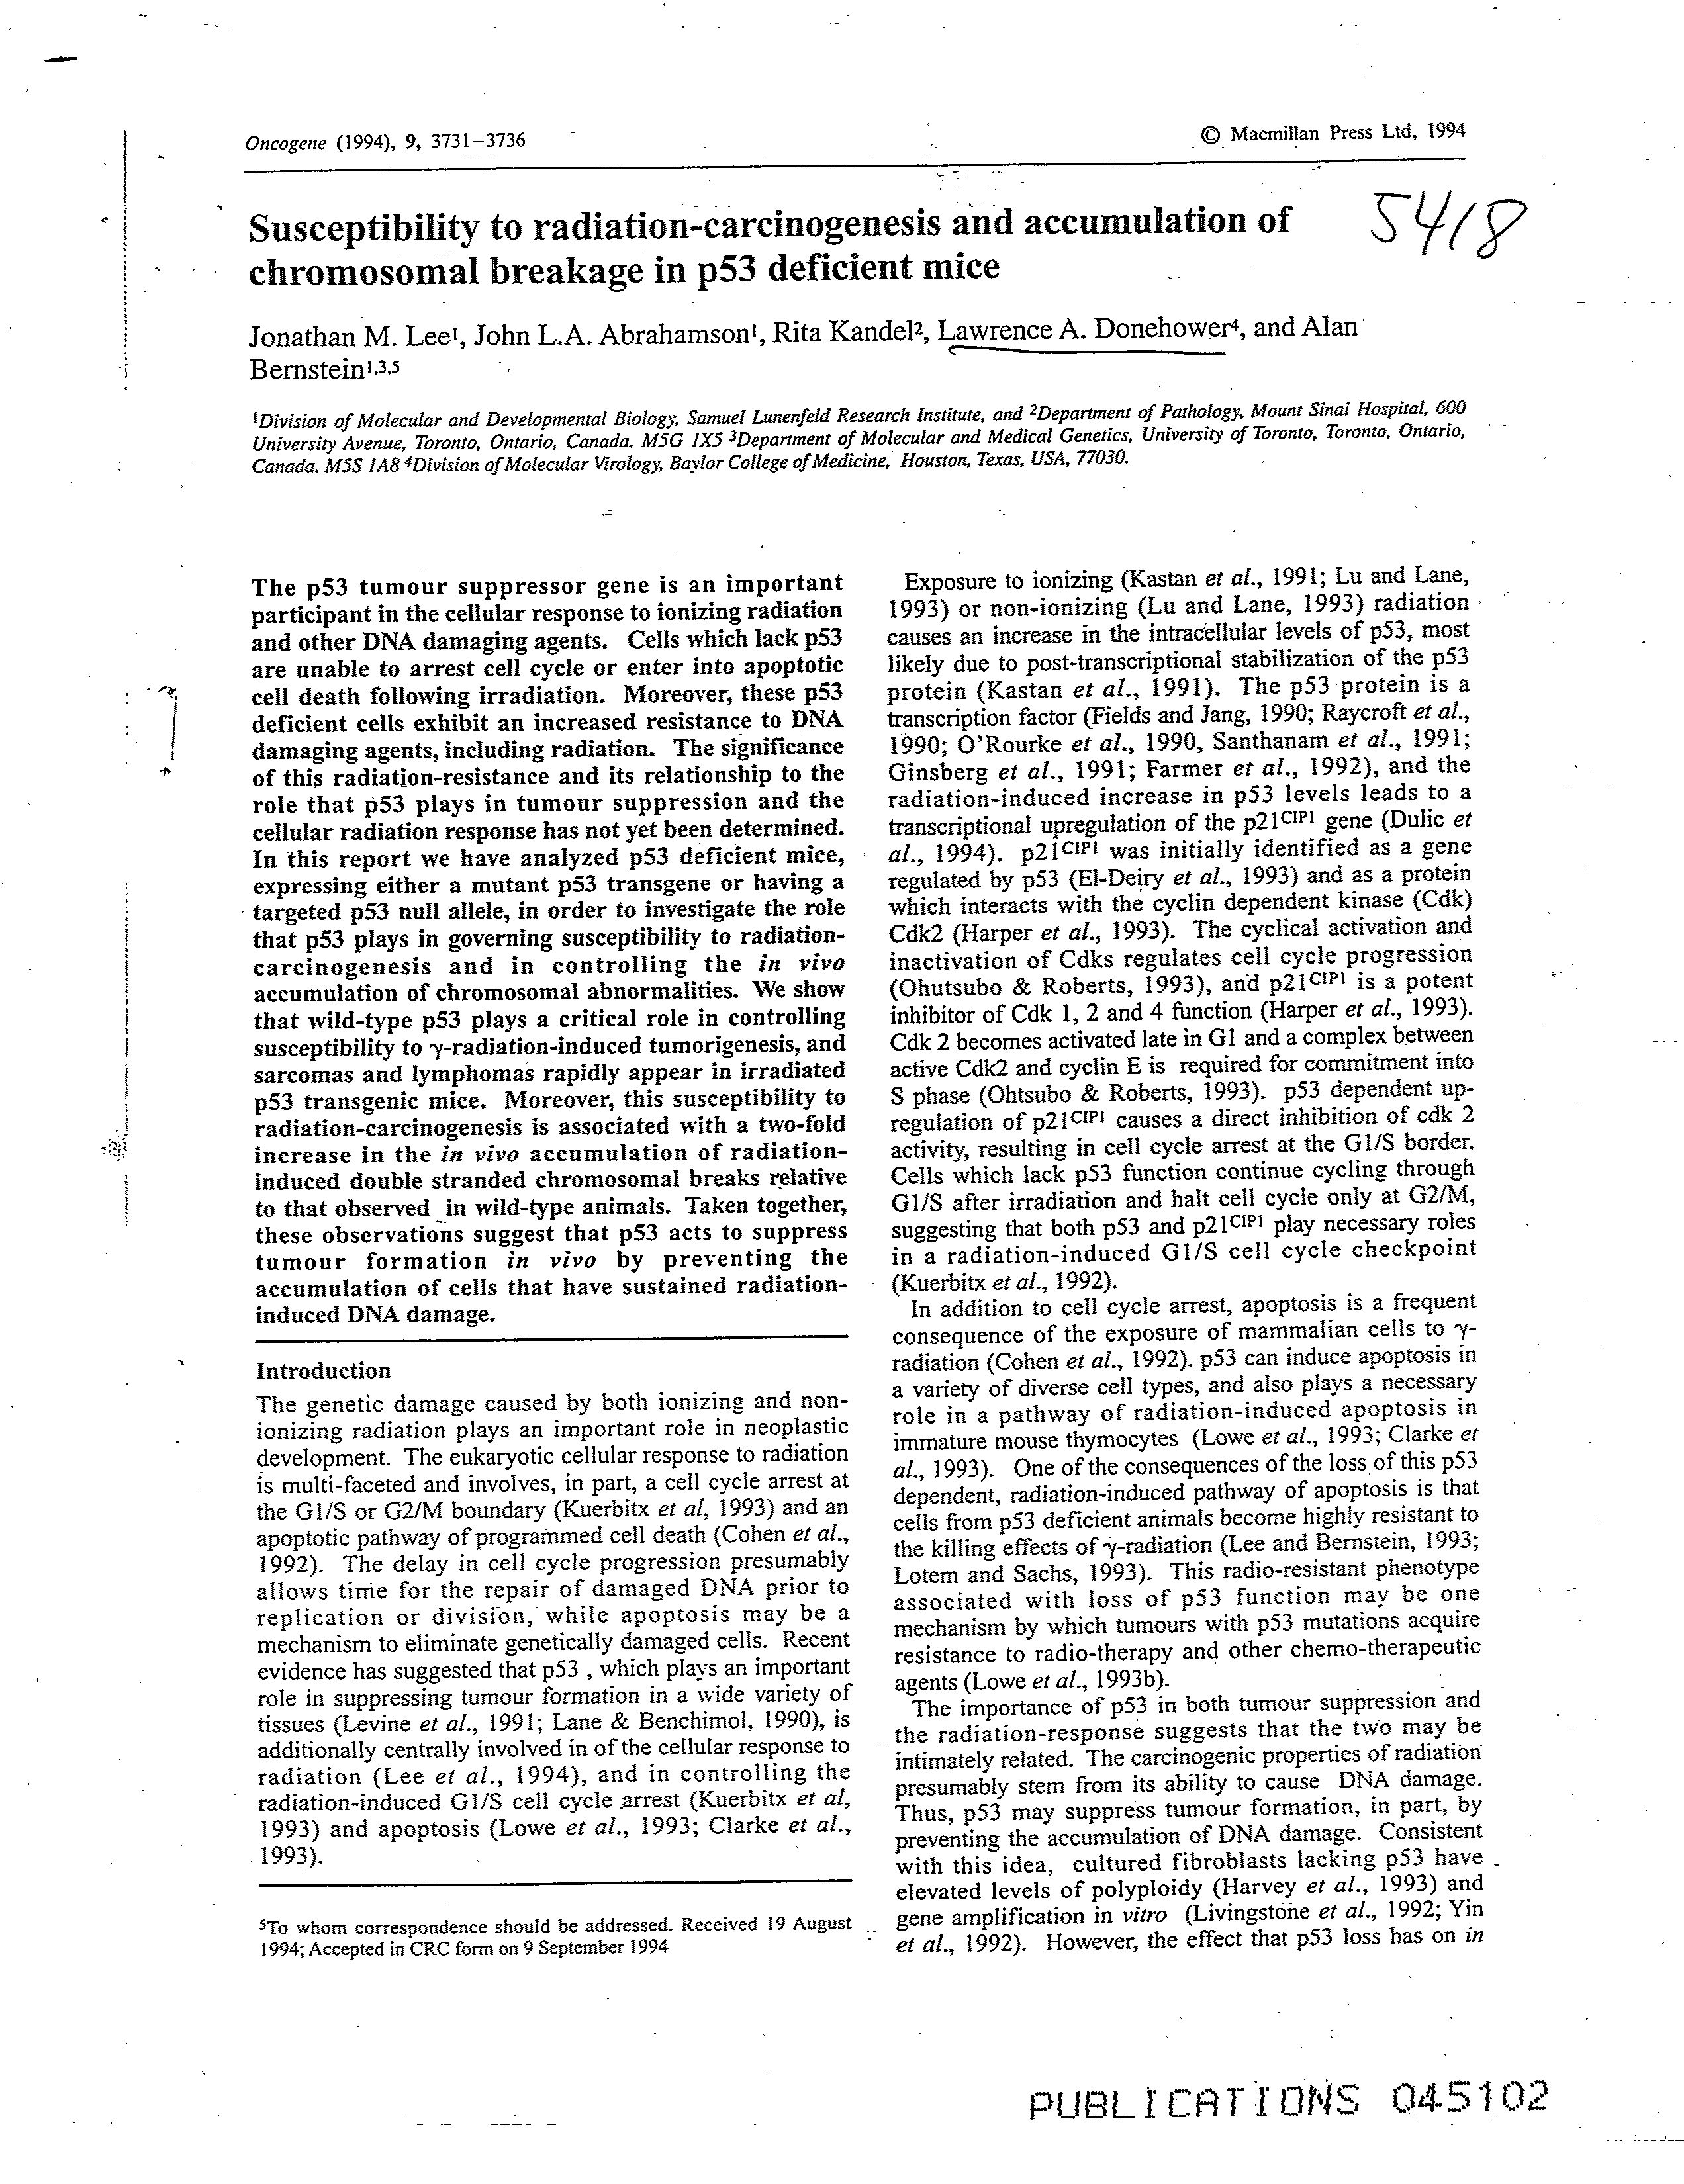 Oncogene (1994), 9, 3731–3736
© Macmillan Press Ltd, 1994
5418
Susceptibility to radiation-carcinogenesis and accumulation of
chromosomal breakage in p53 deficient mice
Jonathan M. Lee¹, John L.A. Abrahamson¹, Rita Kandel², Lawrence A. Donehower⁴, and Alan
Bernstein¹,³,⁵
¹Division of Molecular and Developmental Biology, Samuel Lunenfeld Research Institute, and ²Department of Pathology, Mount Sinai Hospital, 600
University Avenue, Toronto, Ontario, Canada. M5G 1X5 ³Department of Molecular and Medical Genetics, University of Toronto, Toronto, Ontario,
Canada. M5S 1A8 ⁴Division of Molecular Virology, Baylor College of Medicine, Houston, Texas, USA, 77030.
The p53 tumour suppressor gene is an important
participant in the cellular response to ionizing radiation
and other DNA damaging agents. Cells which lack p53
are unable to arrest cell cycle or enter into apoptotic
cell death following irradiation. Moreover, these p53
deficient cells exhibit an increased resistance to DNA
damaging agents, including radiation. The significance
of this radiation-resistance and its relationship to the
role that p53 plays in tumour suppression and the
cellular radiation response has not yet been determined.
In this report we have analyzed p53 deficient mice,
expressing either a mutant p53 transgene or having a
targeted p53 null allele, in order to investigate the role
that p53 plays in governing susceptibility to radiation-
carcinogenesis and in controlling the in vivo
accumulation of chromosomal abnormalities. We show
that wild-type p53 plays a critical role in controlling
susceptibility to γ-radiation-induced tumorigenesis, and
sarcomas and lymphomas rapidly appear in irradiated
p53 transgenic mice. Moreover, this susceptibility to
radiation-carcinogenesis is associated with a two-fold
increase in the in vivo accumulation of radiation-
induced double stranded chromosomal breaks relative
to that observed in wild-type animals. Taken together,
these observations suggest that p53 acts to suppress
tumour formation in vivo by preventing the
accumulation of cells that have sustained radiation-
induced DNA damage.
Introduction
The genetic damage caused by both ionizing and non-
ionizing radiation plays an important role in neoplastic
development. The eukaryotic cellular response to radiation
is multi-faceted and involves, in part, a cell cycle arrest at
the G1/S or G2/M boundary (Kuerbitx et al, 1993) and an
apoptotic pathway of programmed cell death (Cohen et al.,
1992). The delay in cell cycle progression presumably
allows time for the repair of damaged DNA prior to
replication or division, while apoptosis may be a
mechanism to eliminate genetically damaged cells. Recent
evidence has suggested that p53 , which plays an important
role in suppressing tumour formation in a wide variety of
tissues (Levine et al., 1991; Lane & Benchimol, 1990), is
additionally centrally involved in of the cellular response to
radiation (Lee et al., 1994), and in controlling the
radiation-induced G1/S cell cycle arrest (Kuerbitx et al,
1993) and apoptosis (Lowe et al., 1993; Clarke et al.,
1993).
⁵To whom correspondence should be addressed. Received 19 August
1994; Accepted in CRC form on 9 September 1994
Exposure to ionizing (Kastan et al., 1991; Lu and Lane,
1993) or non-ionizing (Lu and Lane, 1993) radiation
causes an increase in the intracellular levels of p53, most
likely due to post-transcriptional stabilization of the p53
protein (Kastan et al., 1991). The p53 protein is a
transcription factor (Fields and Jang, 1990; Raycroft et al.,
1990; O'Rourke et al., 1990, Santhanam et al., 1991;
Ginsberg et al., 1991; Farmer et al., 1992), and the
radiation-induced increase in p53 levels leads to a
transcriptional upregulation of the p21CIP1 gene (Dulic et
al., 1994). p21CIP1 was initially identified as a gene
regulated by p53 (El-Deiry et al., 1993) and as a protein
which interacts with the cyclin dependent kinase (Cdk)
Cdk2 (Harper et al., 1993). The cyclical activation and
inactivation of Cdks regulates cell cycle progression
(Ohutsubo & Roberts, 1993), and p21CIP1 is a potent
inhibitor of Cdk 1, 2 and 4 function (Harper et al., 1993).
Cdk 2 becomes activated late in G1 and a complex between
active Cdk2 and cyclin E is required for commitment into
S phase (Ohtsubo & Roberts, 1993). p53 dependent up-
regulation of p21CIP1 causes a direct inhibition of cdk 2
activity, resulting in cell cycle arrest at the G1/S border.
Cells which lack p53 function continue cycling through
G1/S after irradiation and halt cell cycle only at G2/M,
suggesting that both p53 and p21CIP1 play necessary roles
in a radiation-induced G1/S cell cycle checkpoint
(Kuerbitx et al., 1992).
In addition to cell cycle arrest, apoptosis is a frequent
consequence of the exposure of mammalian cells to γ-
radiation (Cohen et al., 1992). p53 can induce apoptosis in
a variety of diverse cell types, and also plays a necessary
role in a pathway of radiation-induced apoptosis in
immature mouse thymocytes (Lowe et al., 1993; Clarke et
al., 1993). One of the consequences of the loss of this p53
dependent, radiation-induced pathway of apoptosis is that
cells from p53 deficient animals become highly resistant to
the killing effects of γ-radiation (Lee and Bernstein, 1993;
Lotem and Sachs, 1993). This radio-resistant phenotype
associated with loss of p53 function may be one
mechanism by which tumours with p53 mutations acquire
resistance to radio-therapy and other chemo-therapeutic
agents (Lowe et al., 1993b).
The importance of p53 in both tumour suppression and
the radiation-response suggests that the two may be
intimately related. The carcinogenic properties of radiation
presumably stem from its ability to cause DNA damage.
Thus, p53 may suppress tumour formation, in part, by
preventing the accumulation of DNA damage. Consistent
with this idea, cultured fibroblasts lacking p53 have
elevated levels of polyploidy (Harvey et al., 1993) and
gene amplification in vitro (Livingstone et al., 1992; Yin
et al., 1992). However, the effect that p53 loss has on in
PUBLICATIONS 045102